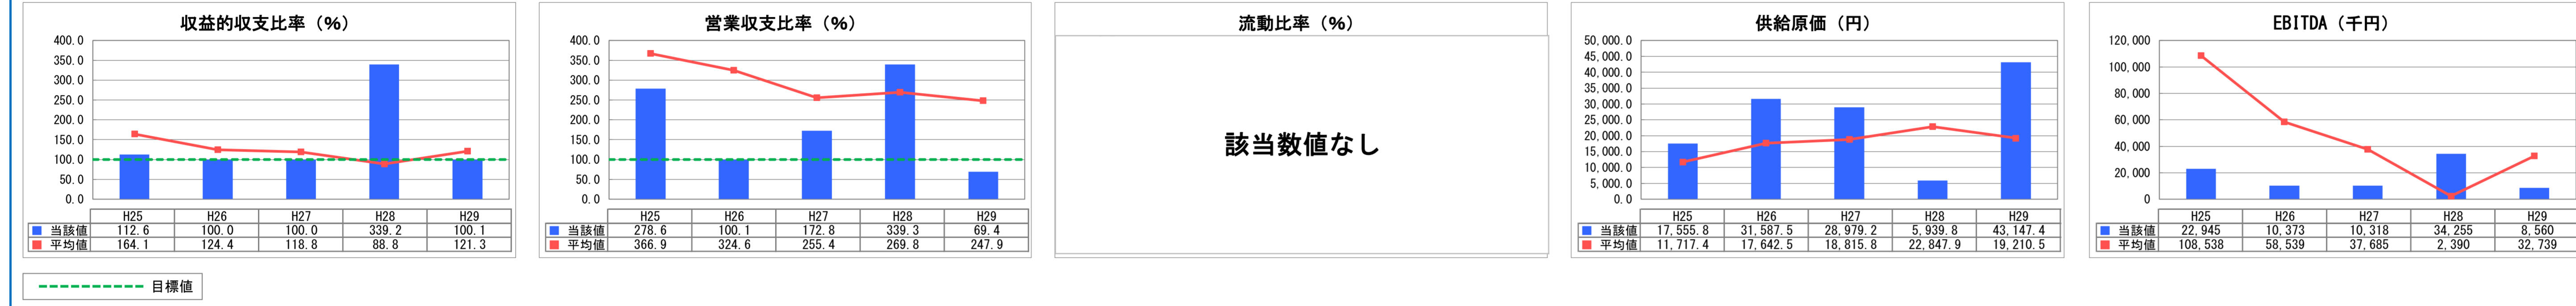 収益的収支比率（％）
400.0
350.0
300.0
250.0
200.0
150.0
100.0
50.0
0.0
H25 H26 H27 H28 H29
当該値 112.6 100.0 100.0 339.2 100.1
平均値 164.1 124.4 118.8 88.8 121.3
営業収支比率（％）
400.0
350.0
300.0
250.0
200.0
150.0
100.0
50.0
0.0
H25 H26 H27 H28 H29
当該値 278.6 100.1 172.8 339.3 69.4
平均値 366.9 324.6 255.4 269.8 247.9
流動比率（％）
該当数値なし
供給原価（円）
50,000.0
45,000.0
40,000.0
35,000.0
30,000.0
25,000.0
20,000.0
15,000.0
10,000.0
5,000.0
0.0
H25 H26 H27 H28 H29
当該値 17,555.8 31,587.5 28,979.2 5,939.8 43,147.4
平均値 11,717.4 17,642.5 18,815.8 22,847.9 19,210.5
EBITDA（千円）
120,000
100,000
80,000
60,000
40,000
20,000
0
H25 H26 H27 H28 H29
当該値 22,945 10,373 10,318 34,255 8,560
平均値 108,538 58,539 37,685 2,390 32,739
目標値